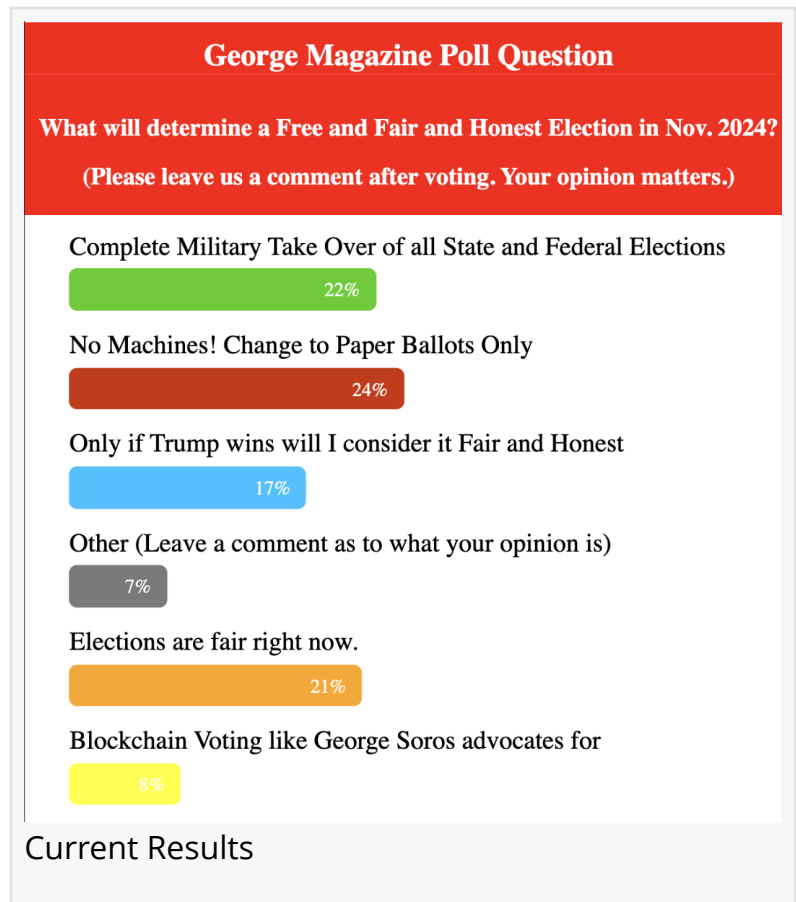 George Magazine Poll Question
What will determine a Free and Fair and Honest Election in Nov. 2024?
(Please leave us a comment after voting. Your opinion matters.)
Complete Military Take Over of all State and Federal Elections
22%
No Machines! Change to Paper Ballots Only
24%
Only if Trump wins will I consider it Fair and Honest
17%
Other (Leave a comment as to what your opinion is)
7%
Elections are fair right now.
21%
Blockchain Voting like George Soros advocates for
8%
Current Results